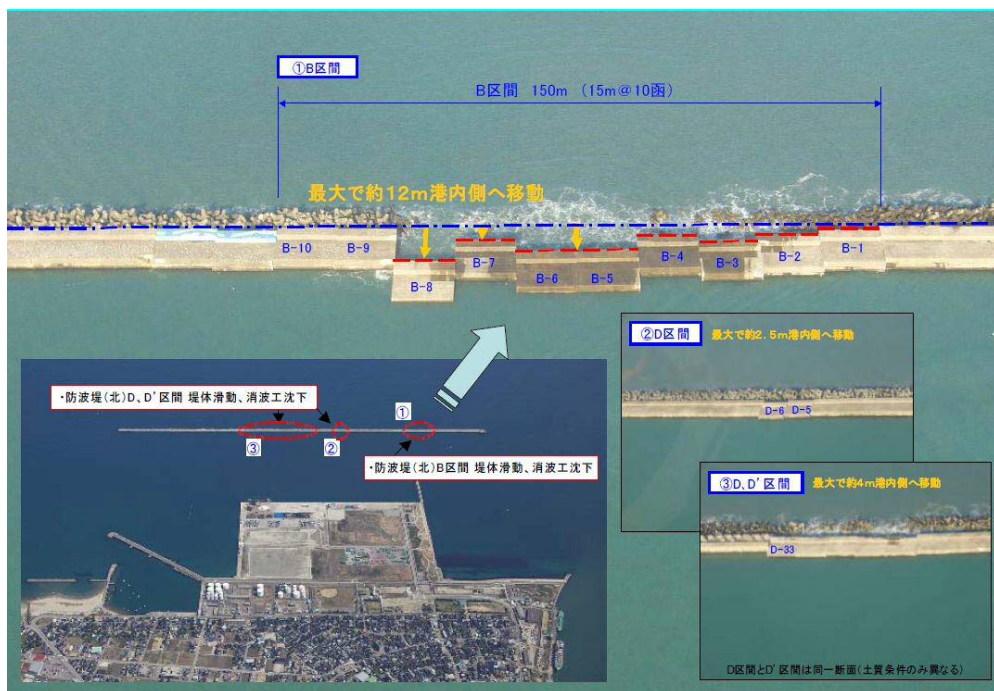 ①B区間
B区間 150m (15m@10函)
最大で約12m港内側へ移動
B-10
B-9
B-8
B-7
B-6
B-5
B-4
B-3
B-2
B-1
②D区間
最大で約2.5m港内側へ移動
D-6
D-5
・防波堤(北)D、D'区間 堤体滑動、消波工沈下
①
③
②
・防波堤(北)B区間 堤体滑動、消波工沈下
③D、D'区間
最大で約4m港内側へ移動
D-33
D区間とD'区間は同一断面(土質条件のみ異なる)